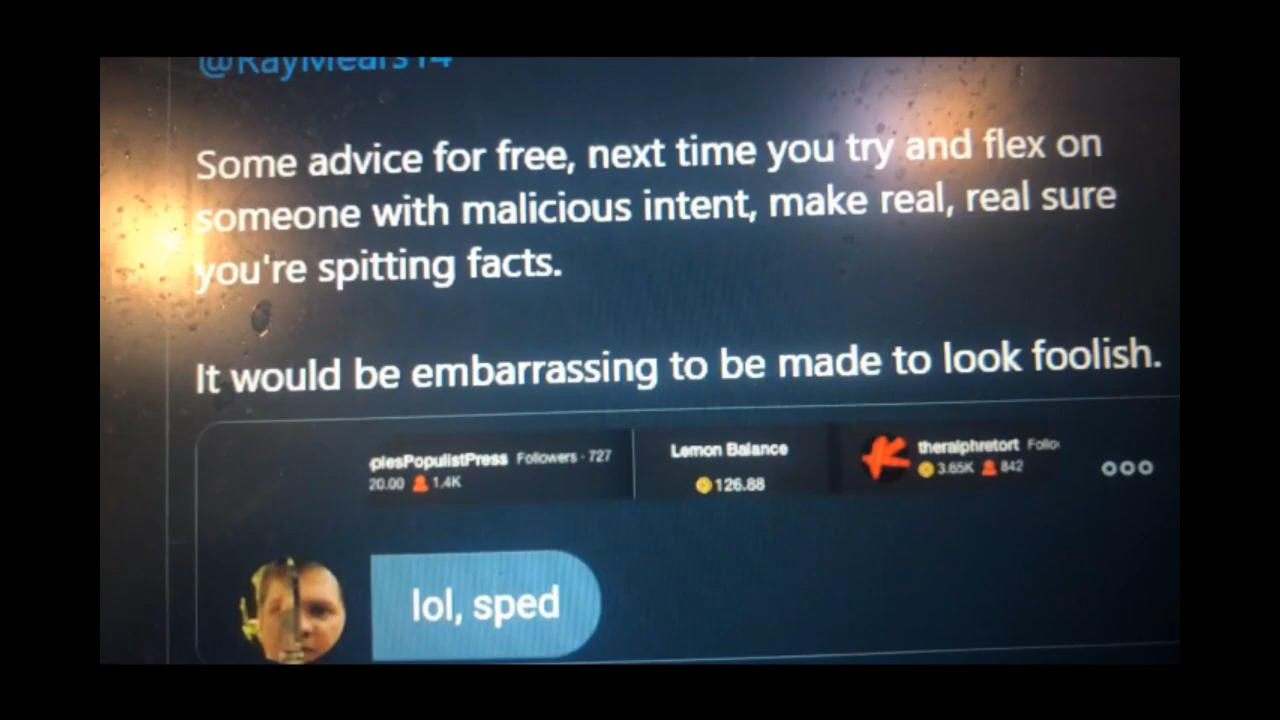 @RayMears14
Some advice for free, next time you try and flex on
someone with malicious intent, make real, real sure
you're spitting facts.
It would be embarrassing to be made to look foolish.
plesPopulistPress Followers · 727
20.00 1.4K
Lemon Balance
126.88
theralphretort Follo
3.65K 842
lol, sped